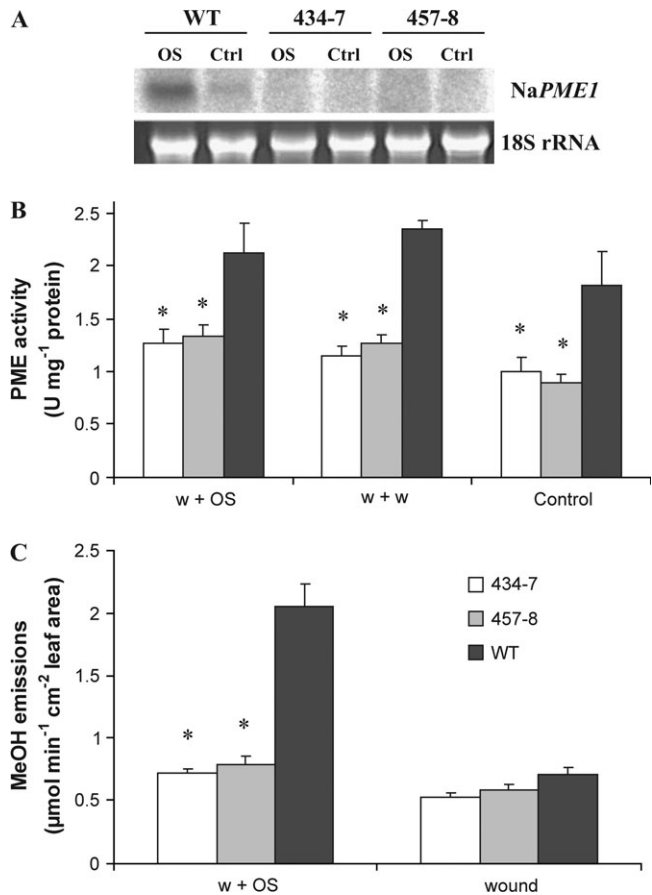 A
WT 434-7 457-8
OS Ctrl OS Ctrl OS Ctrl
NaPME1
18S rRNA
B
PME activity
(U mg⁻¹ protein)
2.5
2
1.5
1
0.5
0
* * * * * *
w + OS w + w Control
C
MeOH emissions
(µmol min⁻¹ cm⁻² leaf area)
2.5
2
1.5
1
0.5
0
* *
434-7
457-8
WT
w + OS wound